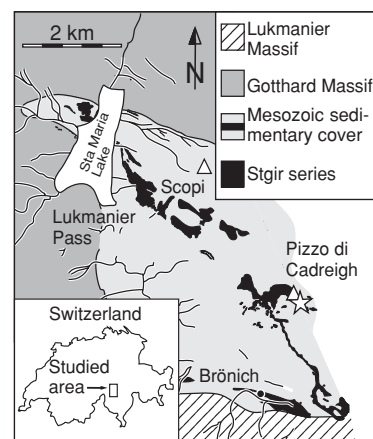 2 km
N
Lukmanier
Massif
Gotthard Massif
Mesozoic sedi-
mentary cover
Stgir series
Sta Maria
Lake
Scopi
Lukmanier
Pass
Pizzo di
Cadreigh
Switzerland
Studied
area
Brönich